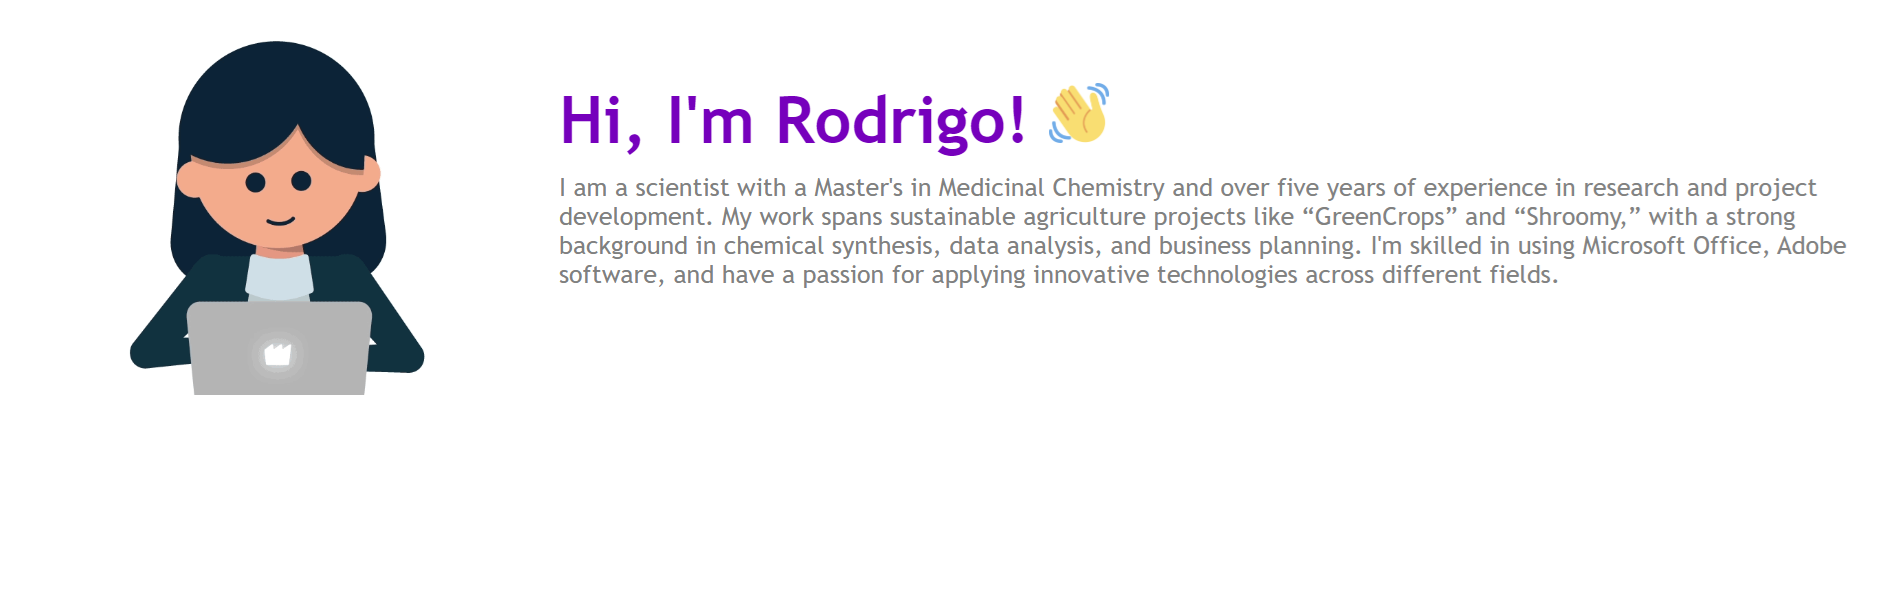 Hi, I'm Rodrigo! 👋
I am a scientist with a Master's in Medicinal Chemistry and over five years of experience in research and project
development. My work spans sustainable agriculture projects like “GreenCrops” and “Shroomy,” with a strong
background in chemical synthesis, data analysis, and business planning. I'm skilled in using Microsoft Office, Adobe
software, and have a passion for applying innovative technologies across different fields.